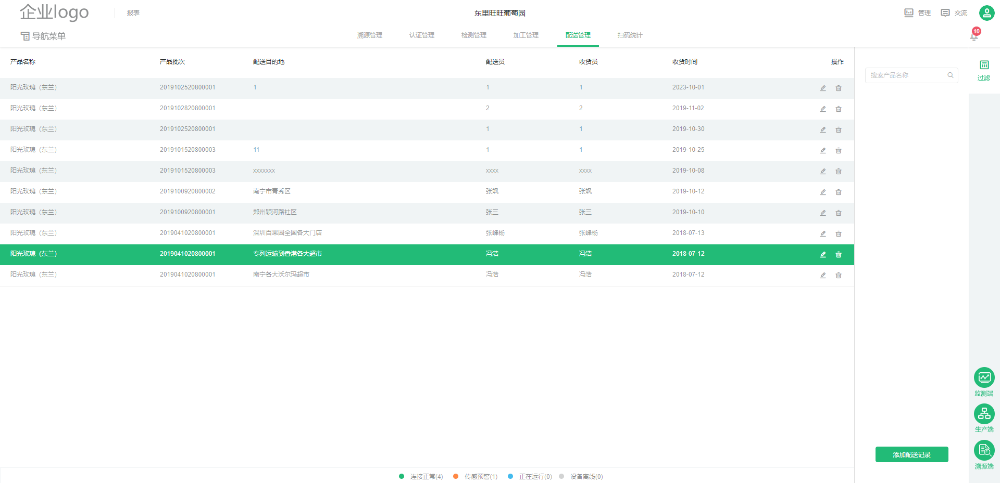 企业logo 报表 东里旺旺葡萄园 管理 交流
导航菜单 溯源管理 认证管理 检测管理 加工管理 配送管理 扫码统计 10
产品名称 产品批次 配送目的地 配送员 收货员 收货时间 操作
搜索产品名称 过滤
阳光玫瑰（东兰） 2019102520800001 1 1 1 2023-10-01
阳光玫瑰（东兰） 2019102820800001 2 2 2019-11-02
阳光玫瑰（东兰） 2019102520800001 1 1 2019-10-30
阳光玫瑰（东兰） 2019101520800003 11 1 1 2019-10-25
阳光玫瑰（东兰） 2019101520800003 xxxxxxx xxxx xxxx 2019-10-08
阳光玫瑰（东兰） 2019100920800002 南宁市青秀区 张飒 张飒 2019-10-12
阳光玫瑰（东兰） 2019100920800001 郑州颖河路社区 张三 张三 2019-10-10
阳光玫瑰（东兰） 2019041020800001 深圳百果园全国各大门店 张峰杨 张峰杨 2018-07-13
阳光玫瑰（东兰） 2019041020800001 专列运输到香港各大超市 冯浩 冯浩 2018-07-12
阳光玫瑰（东兰） 2019041020800001 南宁各大沃尔玛超市 冯浩 冯浩 2018-07-12
监测端
生产端
添加配送记录
溯源端
连接正常(4) 传感预警(1) 正在运行(0) 设备离线(0)